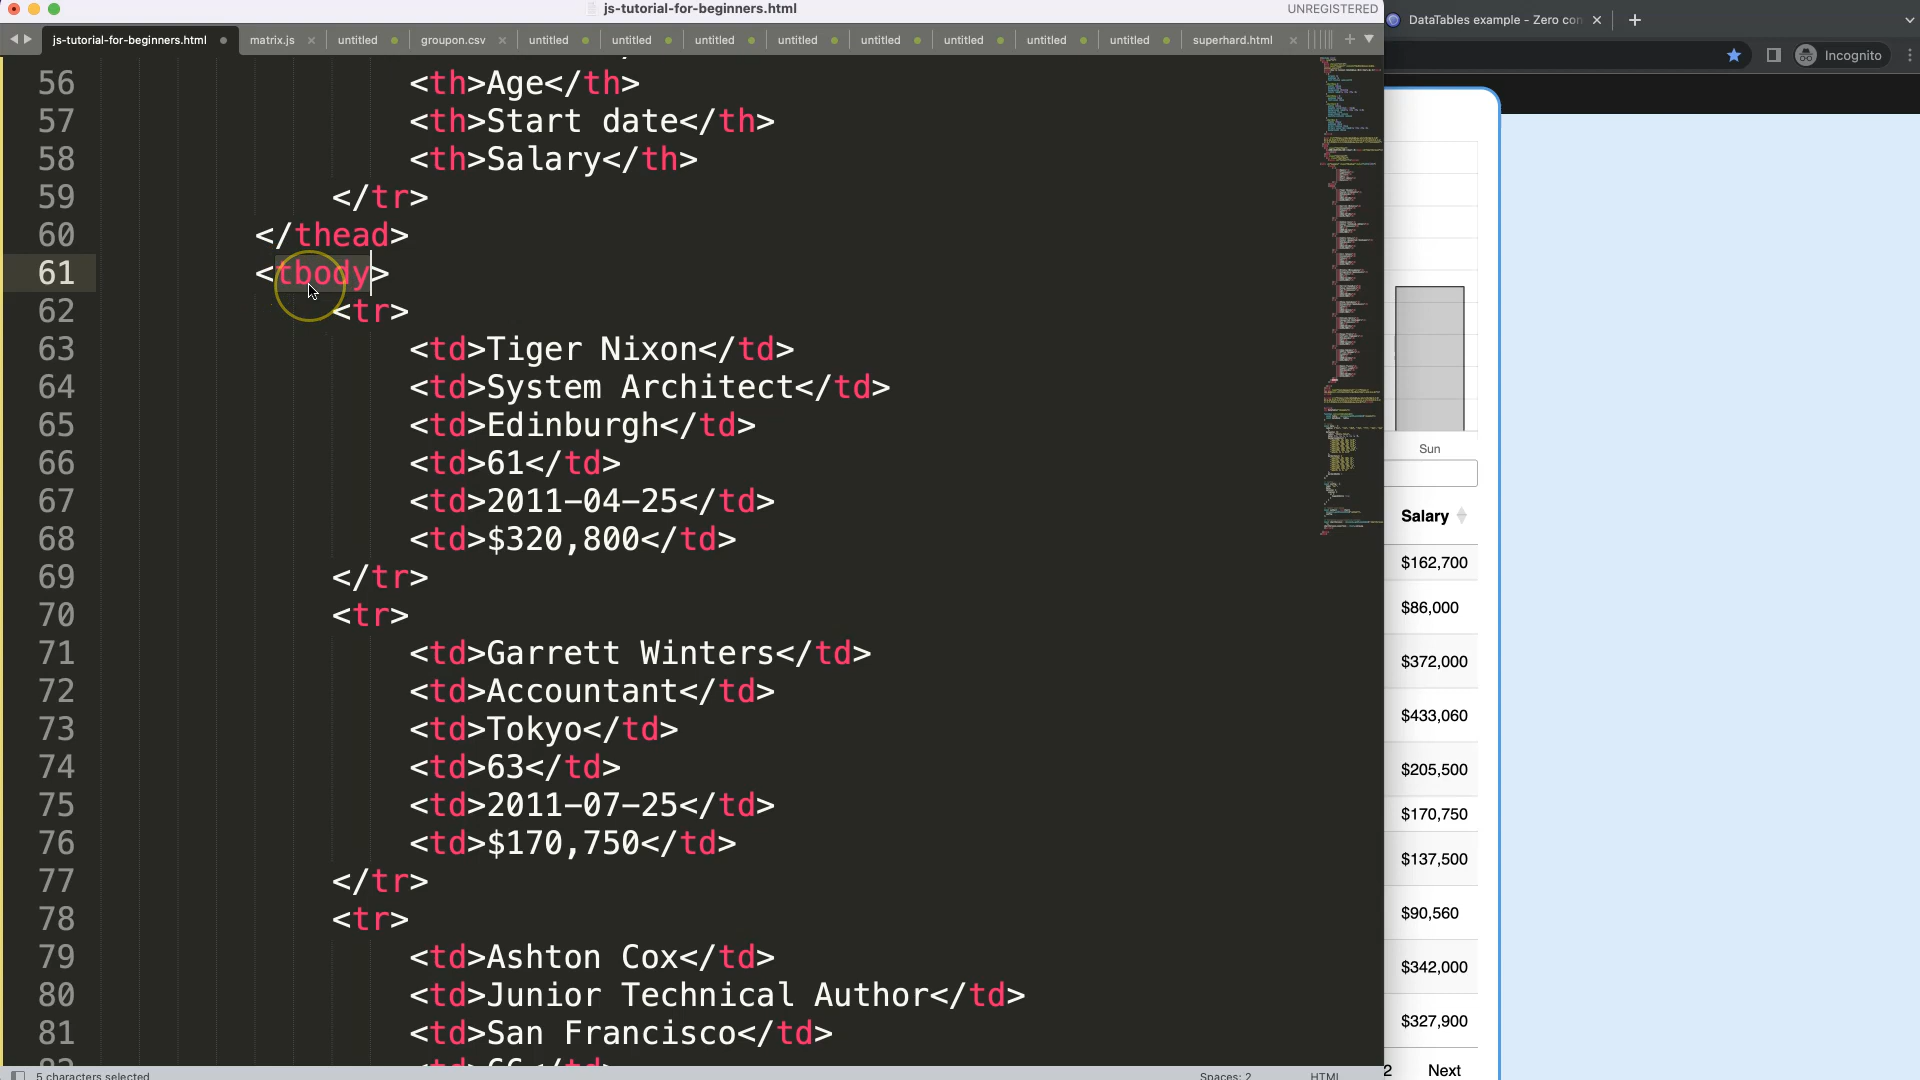 js-tutorial-for-beginners.html
UNREGISTERED
DataTables example - Zero con
js-tutorial-for-beginners.html
matrix.js
untitled
groupon.csv
untitled
untitled
untitled
untitled
untitled
untitled
untitled
untitled
superhard.html
Incognito
56 <th>Age</th>
57 <th>Start date</th>
58 <th>Salary</th>
59 </tr>
60 </thead>
61 <tbody>
62 <tr>
63 <td>Tiger Nixon</td>
64 <td>System Architect</td>
65 <td>Edinburgh</td>
66 <td>61</td>
67 <td>2011-04-25</td>
68 <td>$320,800</td>
69 </tr>
70 <tr>
71 <td>Garrett Winters</td>
72 <td>Accountant</td>
73 <td>Tokyo</td>
74 <td>63</td>
75 <td>2011-07-25</td>
76 <td>$170,750</td>
77 </tr>
78 <tr>
79 <td>Ashton Cox</td>
80 <td>Junior Technical Author</td>
81 <td>San Francisco</td>
Sun
Salary
$162,700
$86,000
$372,000
$433,060
$205,500
$170,750
$137,500
$90,560
$342,000
$327,900
2 Next
5 characters selected
Spaces: 2
HTML